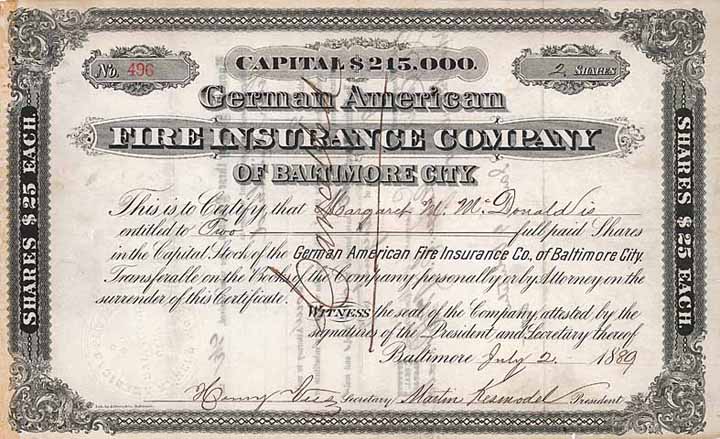 CAPITAL $215,000.
No. 496
2 SHARES
German American
FIRE INSURANCE COMPANY
OF BALTIMORE CITY.
SHARES $25 EACH.
SHARES $25 EACH.
This is to Certify, that Margaret M. McDonald is
entitled to Two full paid Shares
in the Capital Stock of the German American Fire Insurance Co. of Baltimore City.
Transferable on the Books of the Company personally or by Attorney on the
surrender of this Certificate.
WITNESS the seal of the Company, attested by the
signatures of the President and Secretary thereof
Baltimore July 2 1889
Henry Secretary Martin Kesmodel President